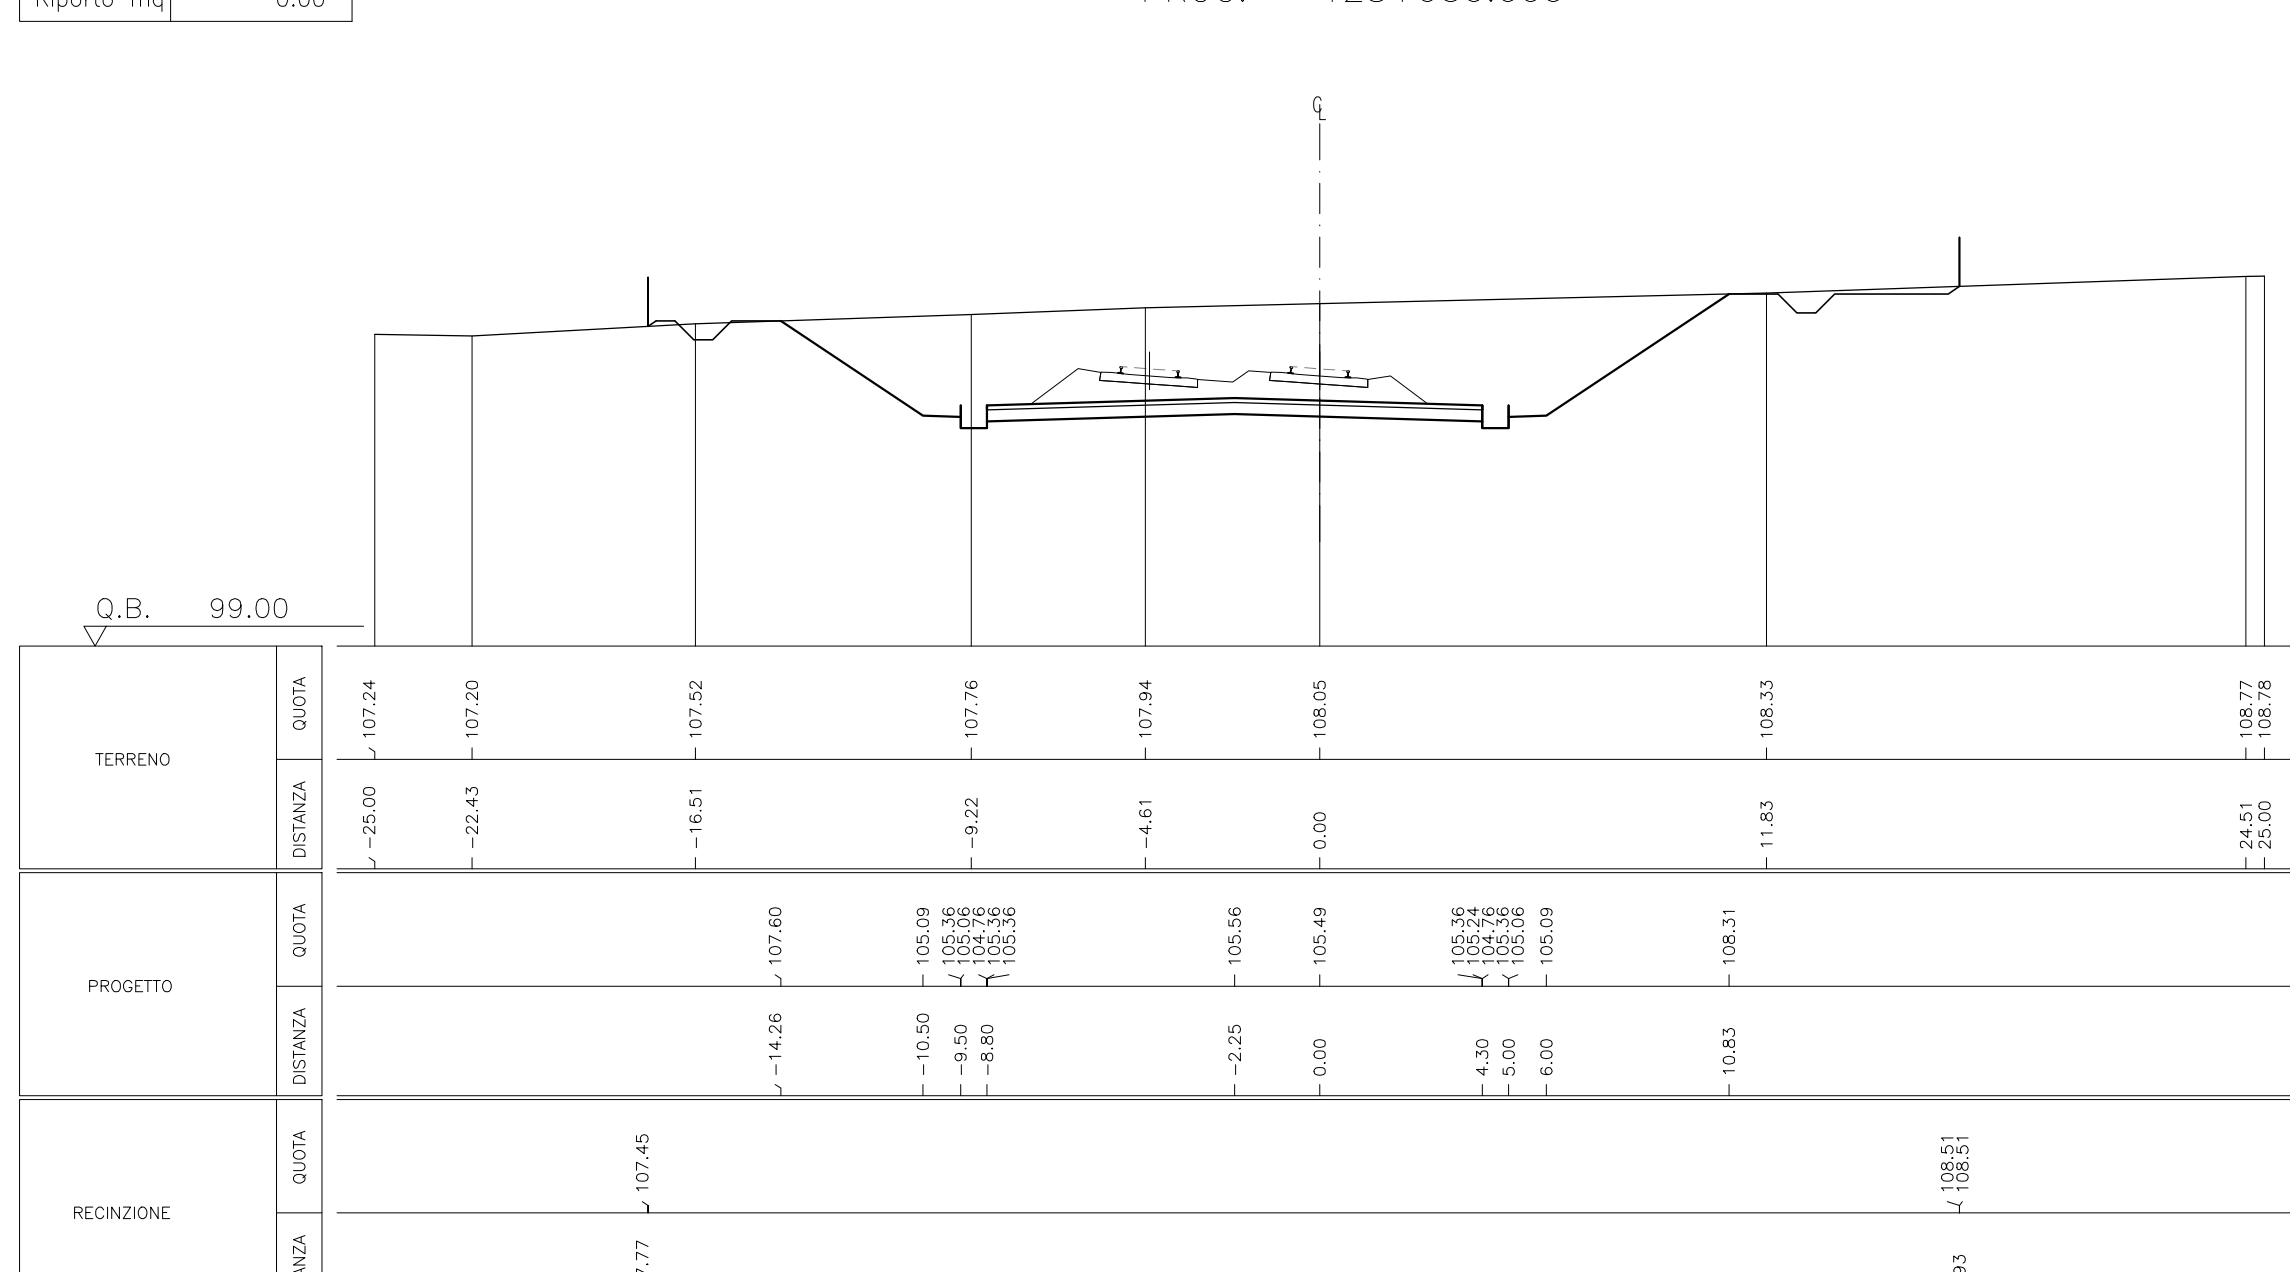 Riporto mq 0.00
Q.B. 99.00
TERRENO
QUOTA
107.24 107.20 107.52 107.76 107.94 108.05 108.33 108.77 108.78
DISTANZA
-25.00 -22.43 -16.51 -9.22 -4.61 0.00 11.83 24.51 25.00
PROGETTO
QUOTA
107.60 105.09 105.36 105.06 104.76 105.36 105.36 105.56 105.49 105.36 105.24 104.76 105.36 105.06 105.09 108.31
DISTANZA
-14.26 -10.50 -9.50 -8.80 -2.25 0.00 4.30 5.00 6.00 10.83
RECINZIONE
QUOTA
107.45 108.51 108.51